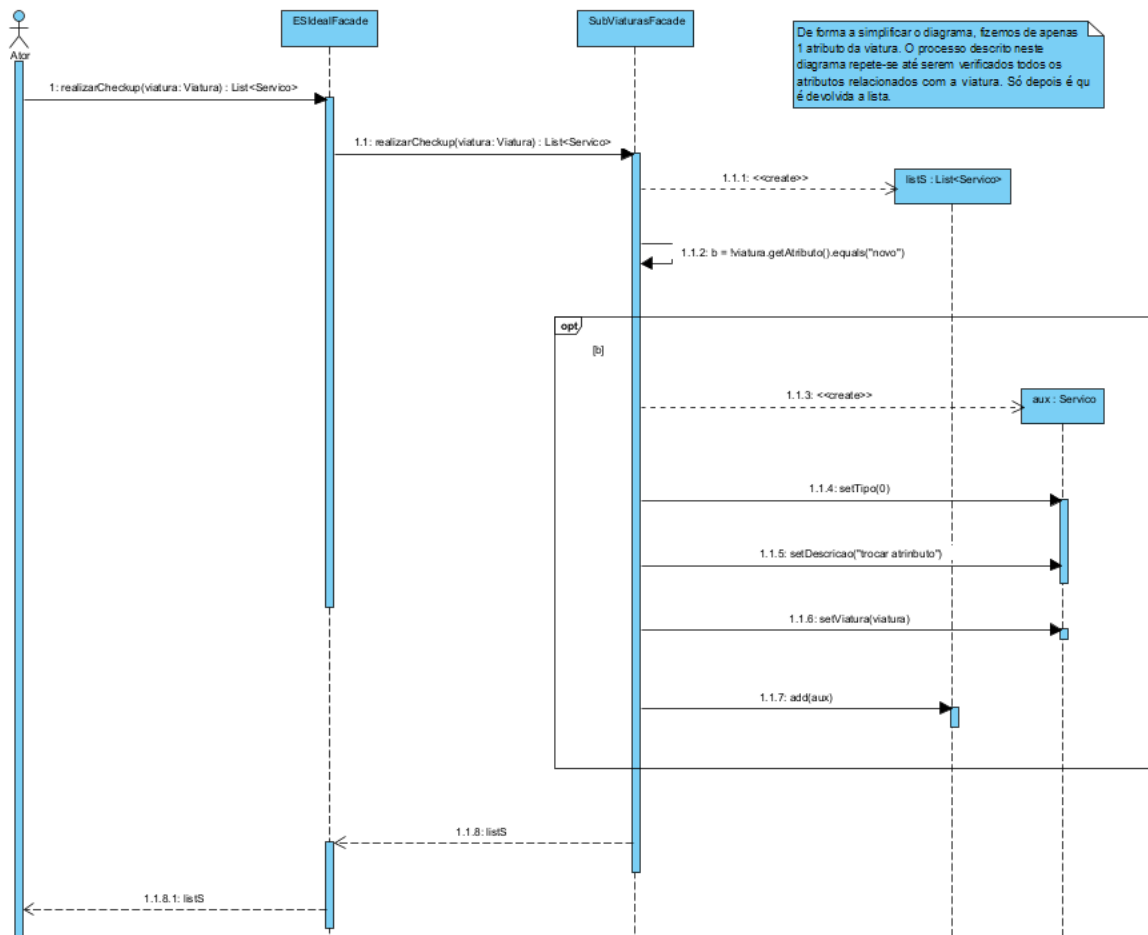 ESIdealFacade
SubViaturasFacade
De forma a simplificar o diagrama, fizemos de apenas
1 atributo da viatura. O processo descrito neste
diagrama repete-se até serem verificados todos os
atributos relacionados com a viatura. Só depois é qu
é devolvida a lista.
Ator
1: realizarCheckup(viatura: Viatura) : List<Servico>
1.1: realizarCheckup(viatura: Viatura) : List<Servico>
1.1.1: <<create>>
listS : List<Servico>
1.1.2: b = !viatura.getAtributo().equals("novo")
opt
[b]
1.1.3: <<create>>
aux : Servico
1.1.4: setTipo(0)
1.1.5: setDescricao("trocar atrinbuto")
1.1.6: setViatura(viatura)
1.1.7: add(aux)
1.1.8: listS
1.1.8.1: listS